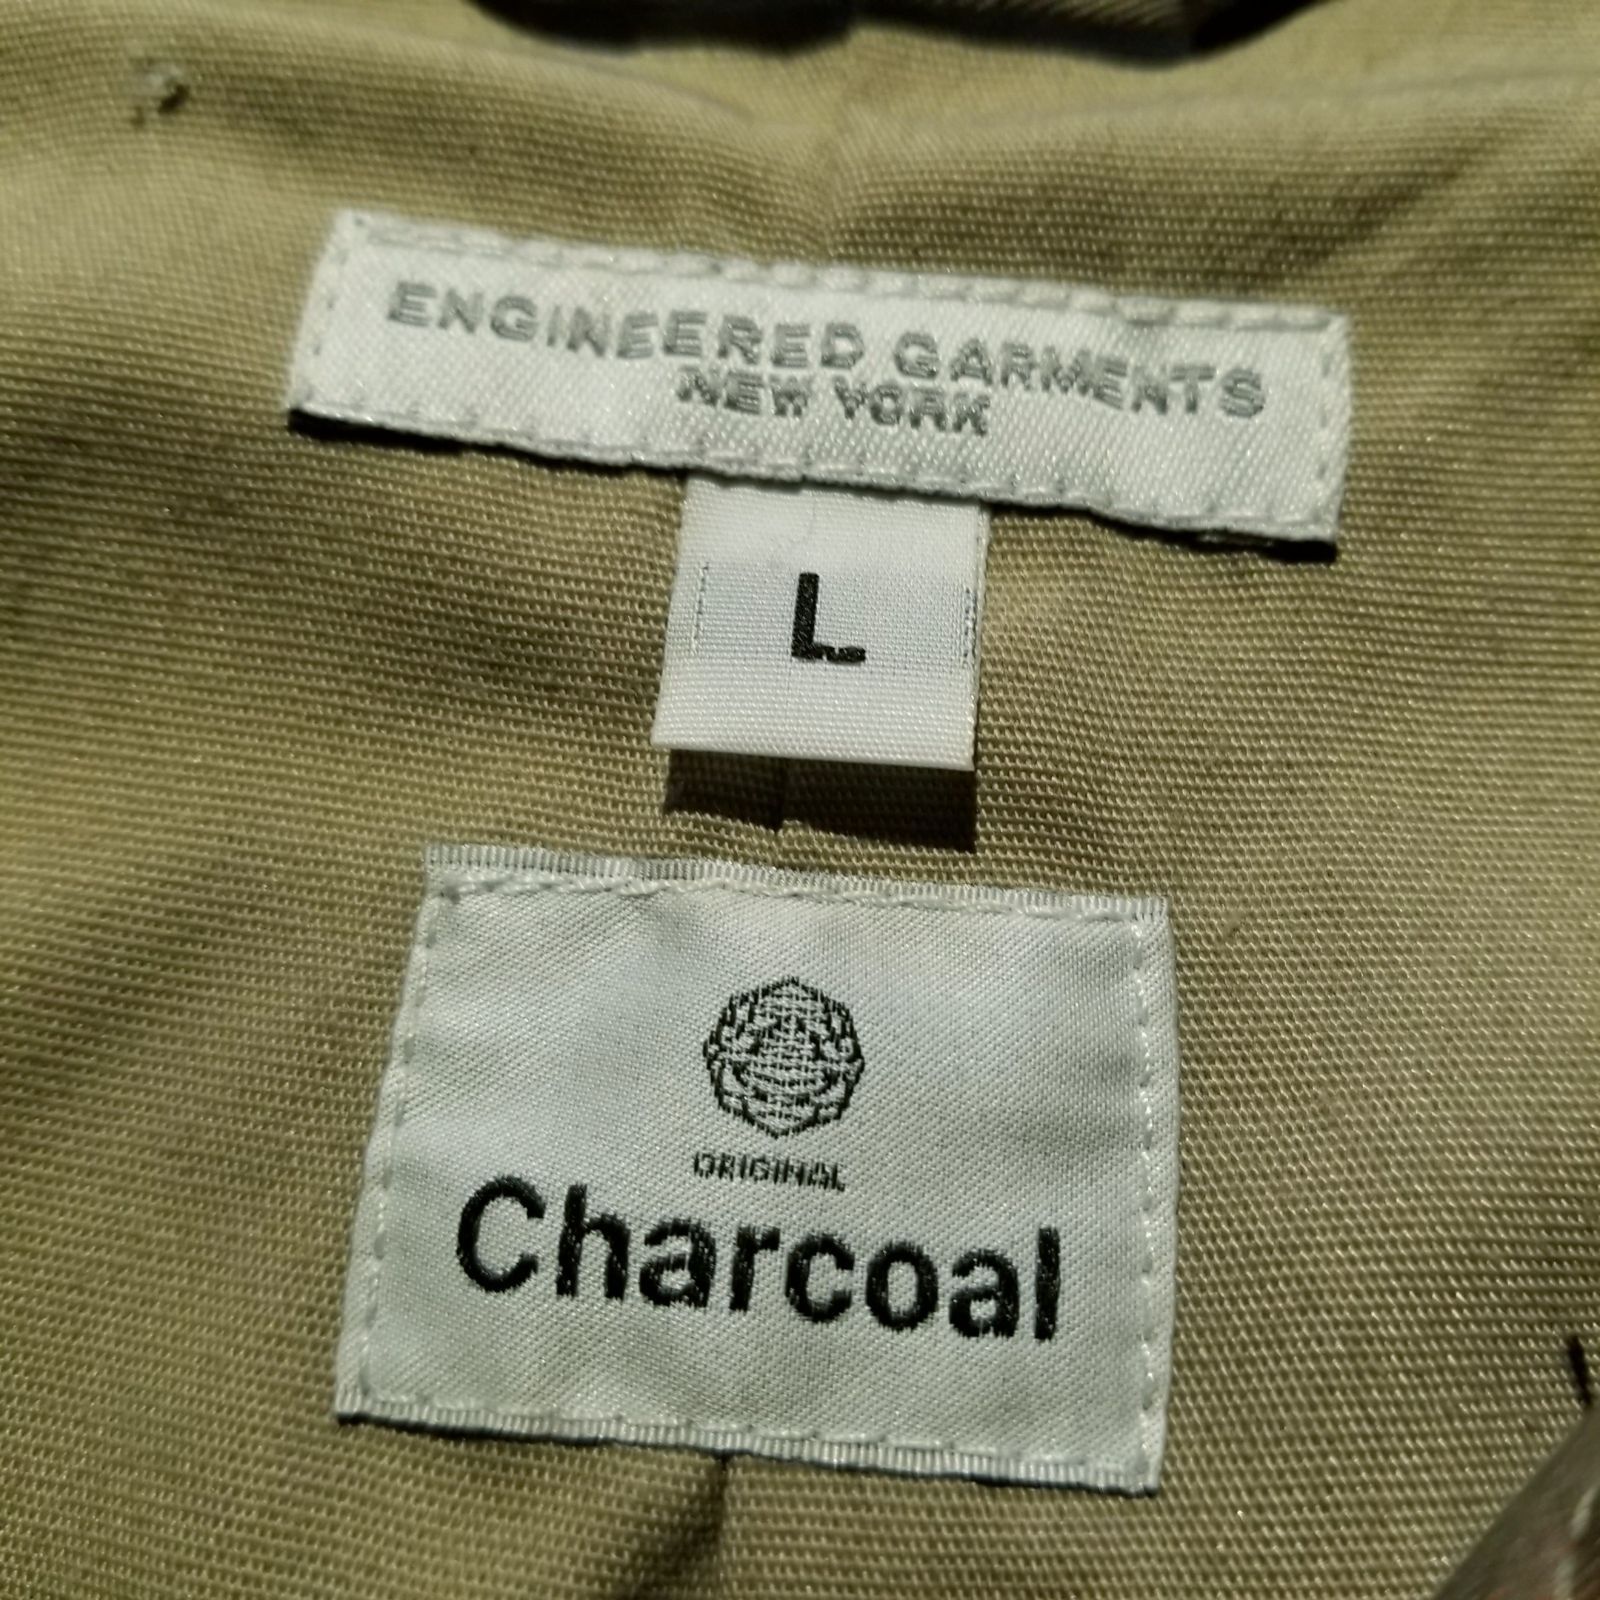 ENGINEERED GARMENTS
NEW YORK
L
ORIGINAL
Charcoal